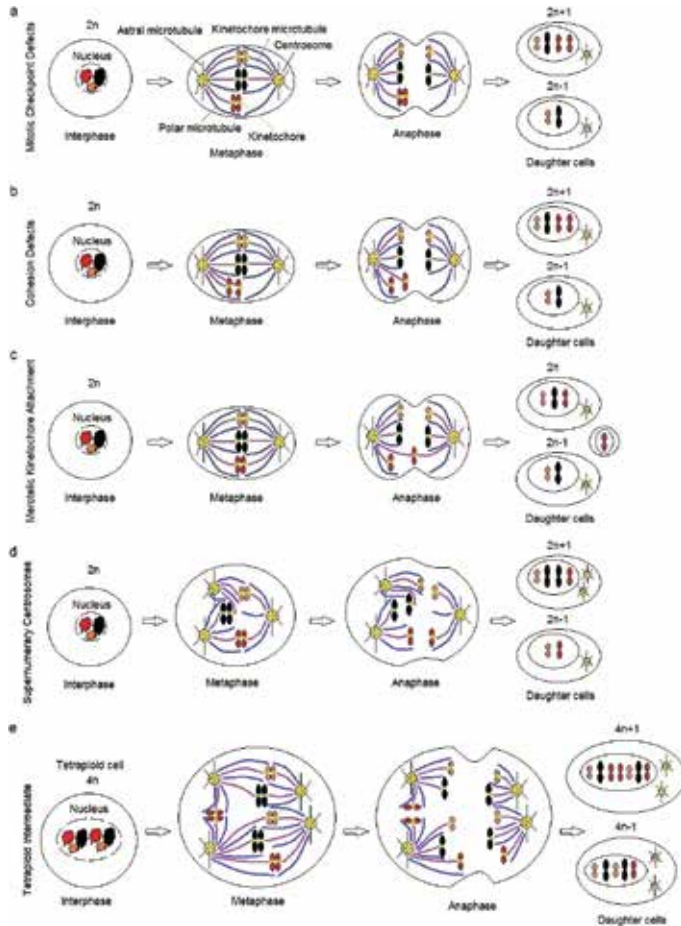 a
2n
Nucleus
Astral microtubule
Kinetochore microtubule
Centrosome
Polar microtubule
Kinetochore
Interphase
Metaphase
Anaphase
2n+1
2n-1
Daughter cells
Mitotic Checkpoint Defects
b
2n
Nucleus
Interphase
Metaphase
Anaphase
2n+1
2n-1
Daughter cells
Cohesion Defects
c
2n
Nucleus
Interphase
Metaphase
Anaphase
2n
2n-1
Daughter cells
Merotelic Kinetochore Attachment
d
2n
Nucleus
Interphase
Metaphase
Anaphase
2n+1
2n-1
Daughter cells
Supernumerary Centrosomes
e
Tetraploid cell
4n
Nucleus
Interphase
Metaphase
Anaphase
4n+1
4n-1
Daughter cells
Tetraploid Intermediate